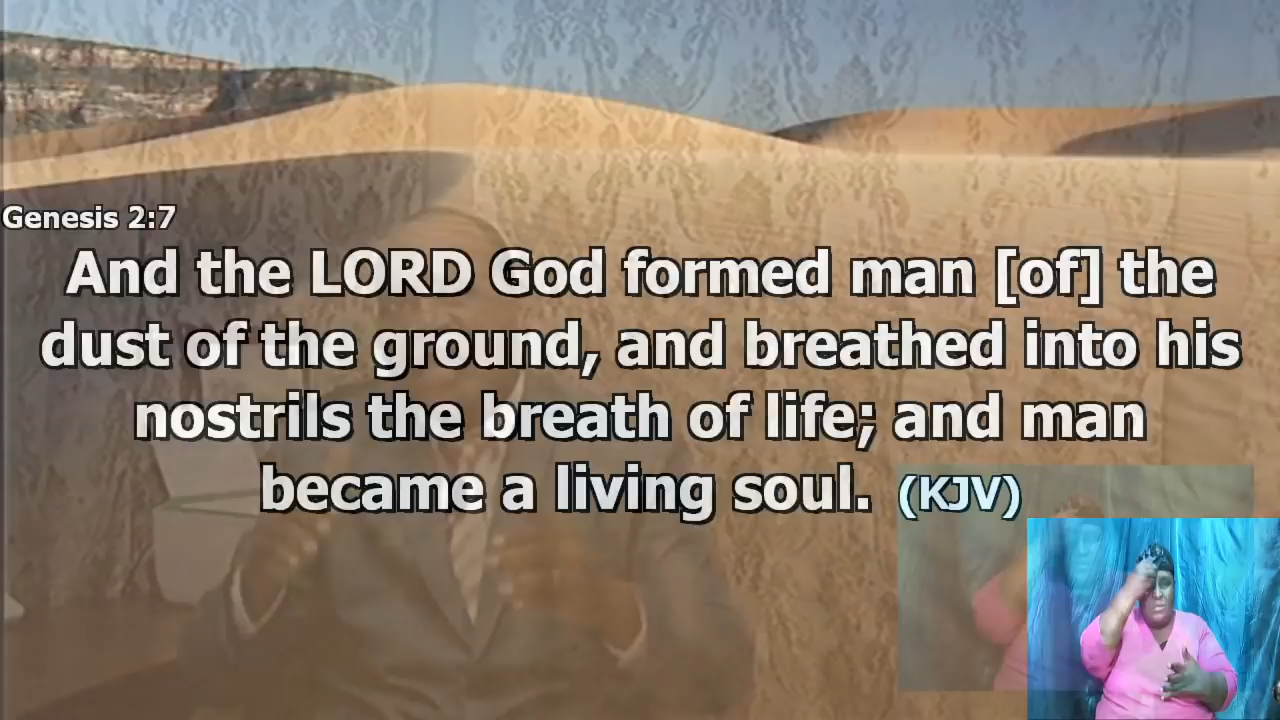 Genesis 2:7
And the LORD God formed man [of] the
dust of the ground, and breathed into his
nostrils the breath of life; and man
became a living soul. (KJV)